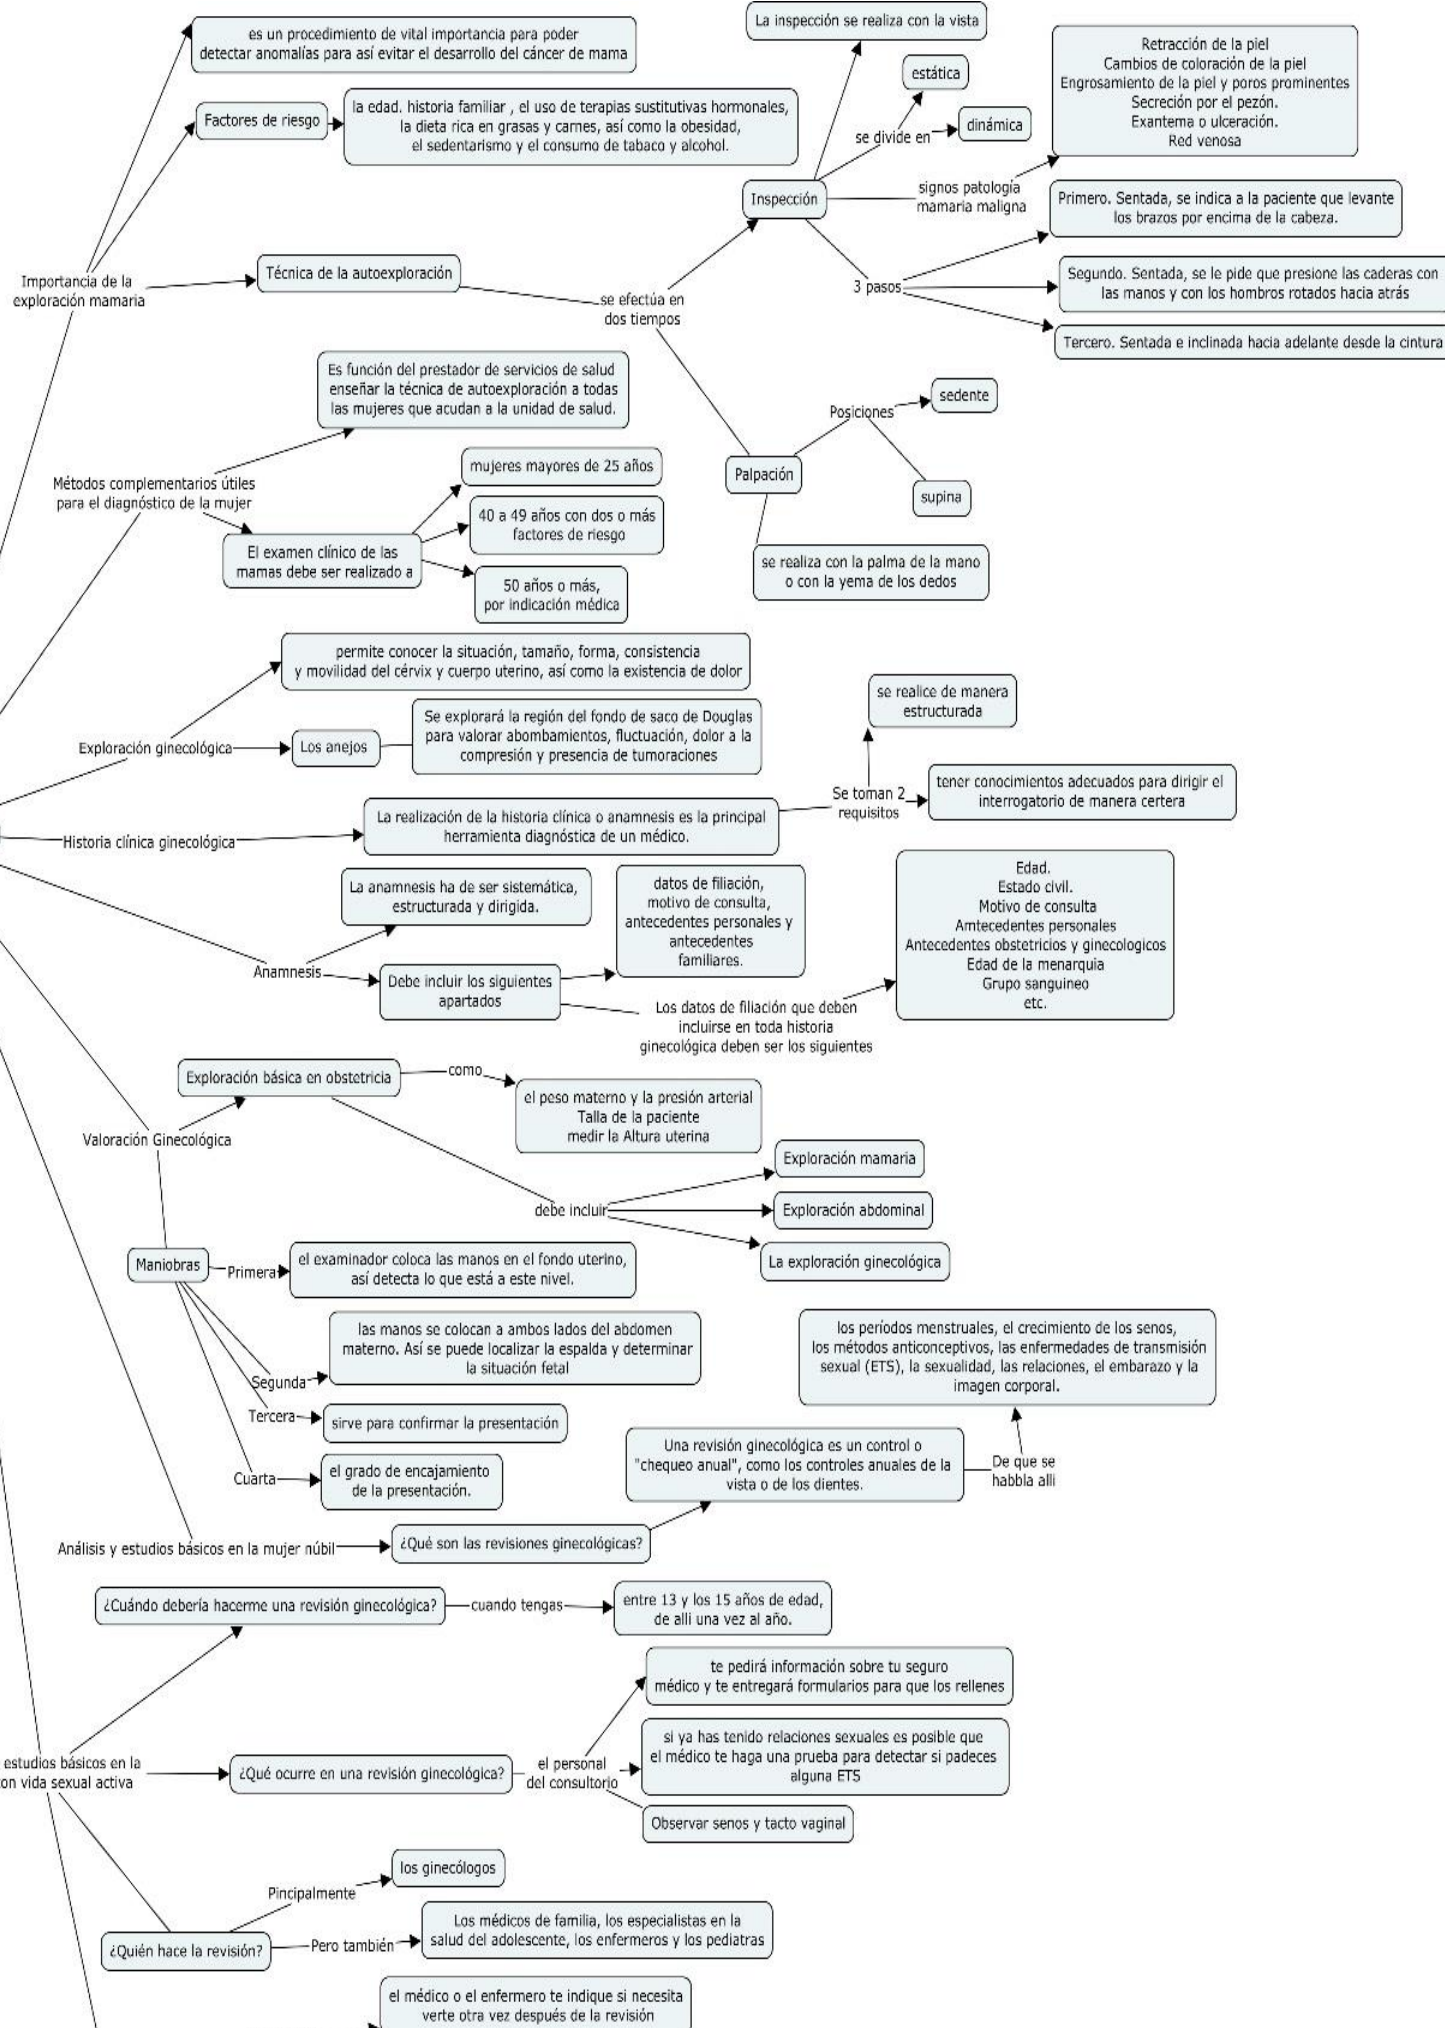 es un procedimiento de vital importancia para poder
detectar anomalías para así evitar el desarrollo del cáncer de mama
Factores de riesgo
la edad. historia familiar , el uso de terapias sustitutivas hormonales,
la dieta rica en grasas y carnes, así como la obesidad,
el sedentarismo y el consumo de tabaco y alcohol.
Importancia de la
exploración mamaria
Técnica de la autoexploración
se efectúa en
dos tiempos
Inspección
La inspección se realiza con la vista
se divide en
estática
dinámica
signos patología
mamaria maligna
Retracción de la piel
Cambios de coloración de la piel
Engrosamiento de la piel y poros prominentes
Secreción por el pezón.
Exantema o ulceración.
Red venosa
3 pasos
Primero. Sentada, se indica a la paciente que levante
los brazos por encima de la cabeza.
Segundo. Sentada, se le pide que presione las caderas con
las manos y con los hombros rotados hacia atrás
Tercero. Sentada e inclinada hacia adelante desde la cintura
Palpación
Posiciones
sedente
supina
se realiza con la palma de la mano
o con la yema de los dedos
Métodos complementarios útiles
para el diagnóstico de la mujer
Es función del prestador de servicios de salud
enseñar la técnica de autoexploración a todas
las mujeres que acudan a la unidad de salud.
El examen clínico de las
mamas debe ser realizado a
mujeres mayores de 25 años
40 a 49 años con dos o más
factores de riesgo
50 años o más,
por indicación médica
Exploración ginecológica
permite conocer la situación, tamaño, forma, consistencia
y movilidad del cérvix y cuerpo uterino, así como la existencia de dolor
Los anejos
Se explorará la región del fondo de saco de Douglas
para valorar abombamientos, fluctuación, dolor a la
compresión y presencia de tumoraciones
Historia clínica ginecológica
La realización de la historia clínica o anamnesis es la principal
herramienta diagnóstica de un médico.
Se toman 2
requisitos
se realice de manera
estructurada
tener conocimientos adecuados para dirigir el
interrogatorio de manera certera
Anamnesis
La anamnesis ha de ser sistemática,
estructurada y dirigida.
Debe incluir los siguientes
apartados
datos de filiación,
motivo de consulta,
antecedentes personales y
antecedentes
familiares.
Los datos de filiación que deben
incluirse en toda historia
ginecológica deben ser los siguientes
Edad.
Estado civil.
Motivo de consulta
Amtecedentes personales
Antecedentes obstetricios y ginecologicos
Edad de la menarquia
Grupo sanguineo
etc.
Valoración Ginecológica
Exploración básica en obstetricia
como
el peso materno y la presión arterial
Talla de la paciente
medir la Altura uterina
debe incluir
Exploración mamaria
Exploración abdominal
La exploración ginecológica
Maniobras
Primera
el examinador coloca las manos en el fondo uterino,
así detecta lo que está a este nivel.
Segunda
las manos se colocan a ambos lados del abdomen
materno. Así se puede localizar la espalda y determinar
la situación fetal
Tercera
sirve para confirmar la presentación
Cuarta
el grado de encajamiento
de la presentación.
Análisis y estudios básicos en la mujer núbil
¿Qué son las revisiones ginecológicas?
Una revisión ginecológica es un control o
"chequeo anual", como los controles anuales de la
vista o de los dientes.
De que se
habbla alli
los períodos menstruales, el crecimiento de los senos,
los métodos anticonceptivos, las enfermedades de transmisión
sexual (ETS), la sexualidad, las relaciones, el embarazo y la
imagen corporal.
estudios básicos en la
on vida sexual activa
¿Cuándo debería hacerme una revisión ginecológica?
cuando tengas
entre 13 y los 15 años de edad,
de alli una vez al año.
¿Qué ocurre en una revisión ginecológica?
el personal
del consultorio
te pedirá información sobre tu seguro
médico y te entregará formularios para que los rellenes
si ya has tenido relaciones sexuales es posible que
el médico te haga una prueba para detectar si padeces
alguna ETS
Observar senos y tacto vaginal
¿Quién hace la revisión?
Pincipalmente
los ginecólogos
Pero también
Los médicos de familia, los especialistas en la
salud del adolescente, los enfermeros y los pediatras
el médico o el enfermero te indique si necesita
verte otra vez después de la revisión